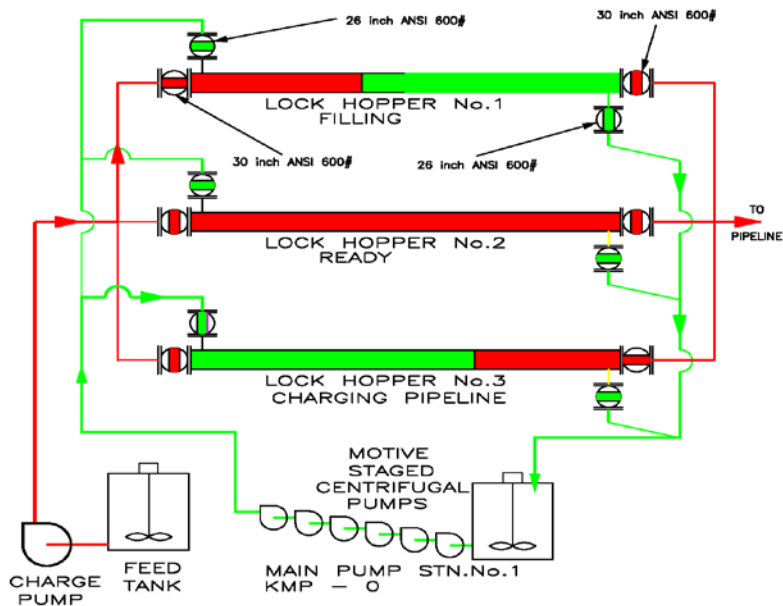 26 inch ANSI 600#
30 inch ANSI 600#
LOCK HOPPER No.1
FILLING
30 inch ANSI 600#
26 inch ANSI 600#
TO
PIPELINE
LOCK HOPPER No.2
READY
LOCK HOPPER No.3
CHARGING PIPELINE
MOTIVE
STAGED
CENTRIFUGAL
PUMPS
FEED
TANK
CHARGE
PUMP
MAIN PUMP STN.No.1
KMP - 0